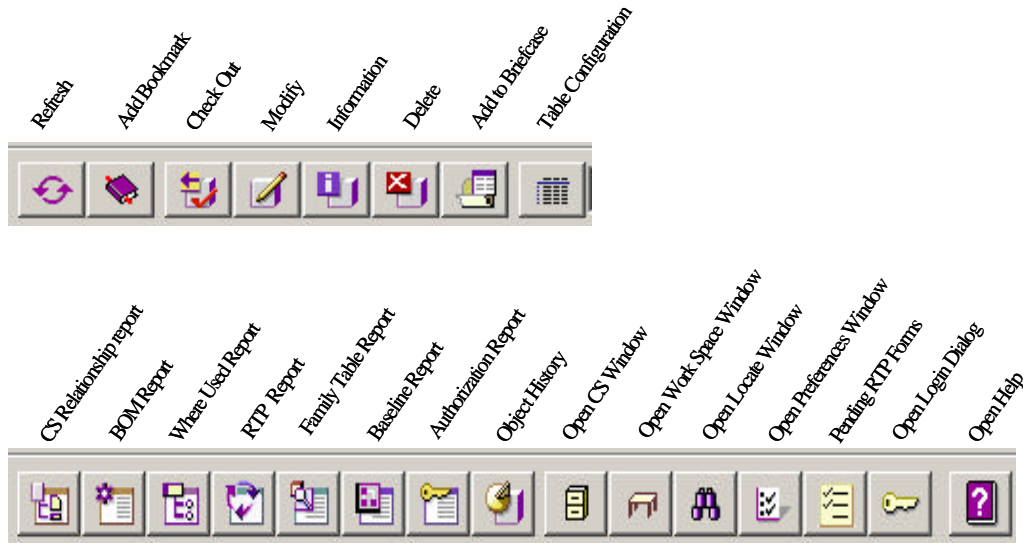 Refresh
Add Bookmark
Check Out
Modify
Information
Delete
Add to Briefcase
Table Configuration
CS Relationship report
BOM Report
Where Used Report
RTP Report
Family Table Report
Baseline Report
Authorization Report
Object History
Open CS Window
Open Work Space Window
Open Locate Window
Open Preferences Window
Pending RTP Forms
Open Login Dialog
Open Help